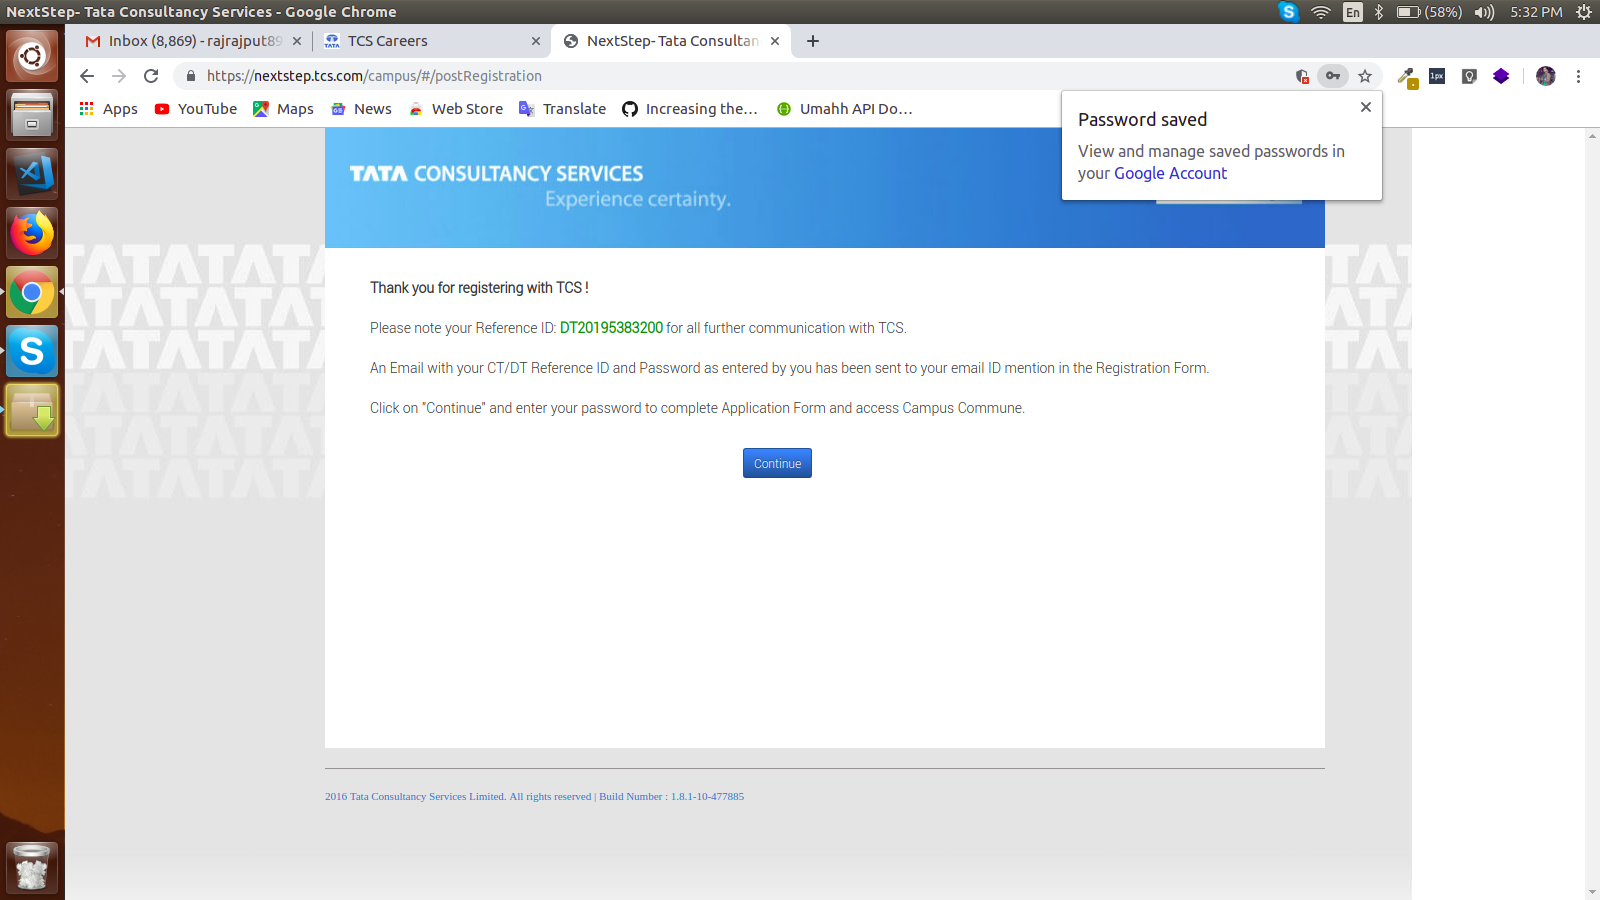 NextStep- Tata Consultancy Services - Google Chrome
En
(58%)
5:32 PM
Inbox (8,869) - rajrajput89
TCS Careers
NextStep- Tata Consultan
https://nextstep.tcs.com/campus/#/postRegistration
1px
Apps
YouTube
Maps
News
Web Store
Translate
Increasing the...
Umahh API Do...
Password saved
View and manage saved passwords in
your Google Account
TATA CONSULTANCY SERVICES
Experience certainty.
Thank you for registering with TCS !
Please note your Reference ID: DT20195383200 for all further communication with TCS.
An Email with your CT/DT Reference ID and Password as entered by you has been sent to your email ID mention in the Registration Form.
Click on "Continue" and enter your password to complete Application Form and access Campus Commune.
Continue
2016 Tata Consultancy Services Limited. All rights reserved | Build Number : 1.8.1-10-477885